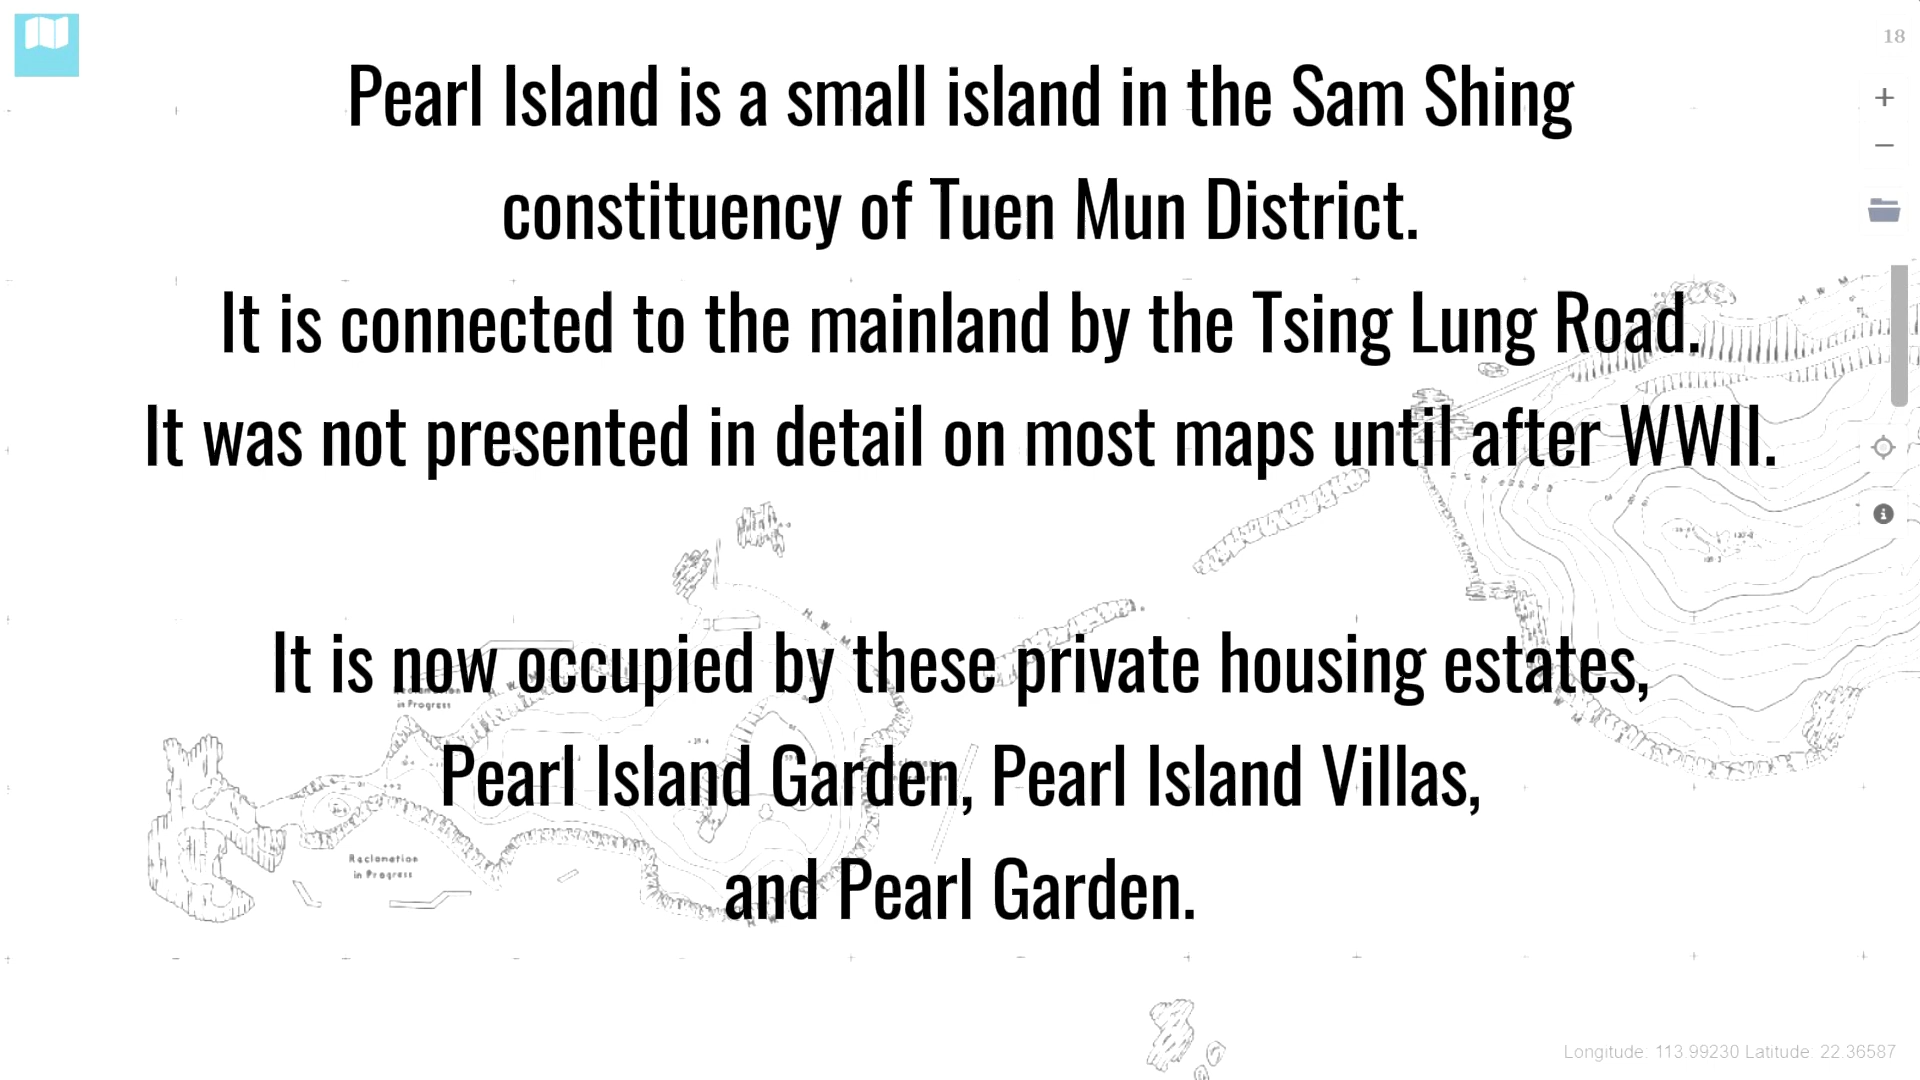 18
Pearl Island is a small island in the Sam Shing
constituency of Tuen Mun District.
It is connected to the mainland by the Tsing Lung Road.
H W M
It was not presented in detail on most maps until after WWII.
H W M
It is now occupied by these private housing estates,
H W M
Reclamation
in Progress
Pearl Island Garden, Pearl Island Villas,
Reclamation
in Progress
and Pearl Garden.
Longitude: 113.99230 Latitude: 22.36587